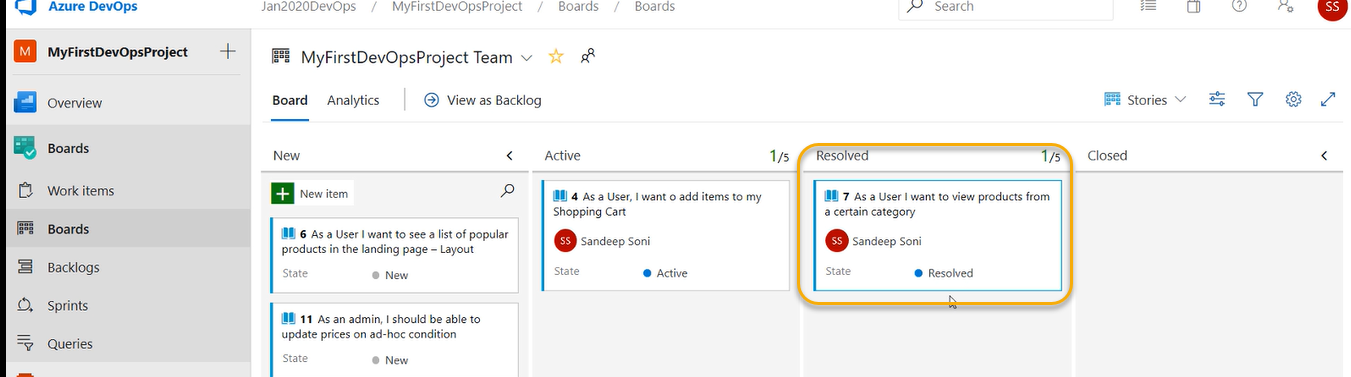 Azure DevOps
Jan2020DevOps / MyFirstDevOpsProject / Boards / Boards
Search
SS
M MyFirstDevOpsProject
Overview
Boards
Work items
Boards
Backlogs
Sprints
Queries
MyFirstDevOpsProject Team
Board Analytics View as Backlog
Stories
New
New item
6 As a User I want to see a list of popular
products in the landing page – Layout
State New
11 As an admin, I should be able to
update prices on ad-hoc condition
State New
Active 1/5
4 As a User, I want o add items to my
Shopping Cart
SS Sandeep Soni
State Active
Resolved 1/5
7 As a User I want to view products from
a certain category
SS Sandeep Soni
State Resolved
Closed